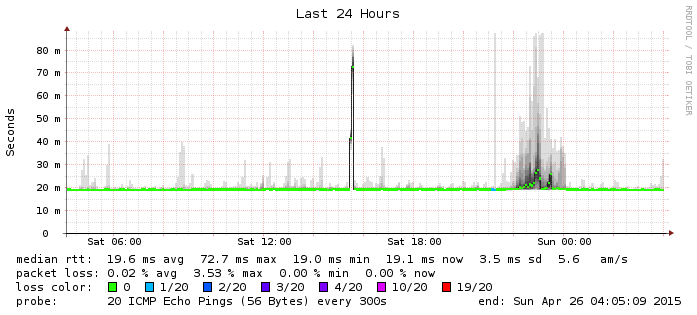 Last 24 Hours
RRDTOOL / TOBI OETIKER
Seconds
80 m
70 m
60 m
50 m
40 m
30 m
20 m
10 m
0
Sat 06:00 Sat 12:00 Sat 18:00 Sun 00:00
median rtt: 19.6 ms avg 72.7 ms max 19.0 ms min 19.1 ms now 3.5 ms sd 5.6 am/s
packet loss: 0.02 % avg 3.53 % max 0.00 % min 0.00 % now
loss color: 0 1/20 2/20 3/20 4/20 10/20 19/20
probe: 20 ICMP Echo Pings (56 Bytes) every 300s end: Sun Apr 26 04:05:09 2015